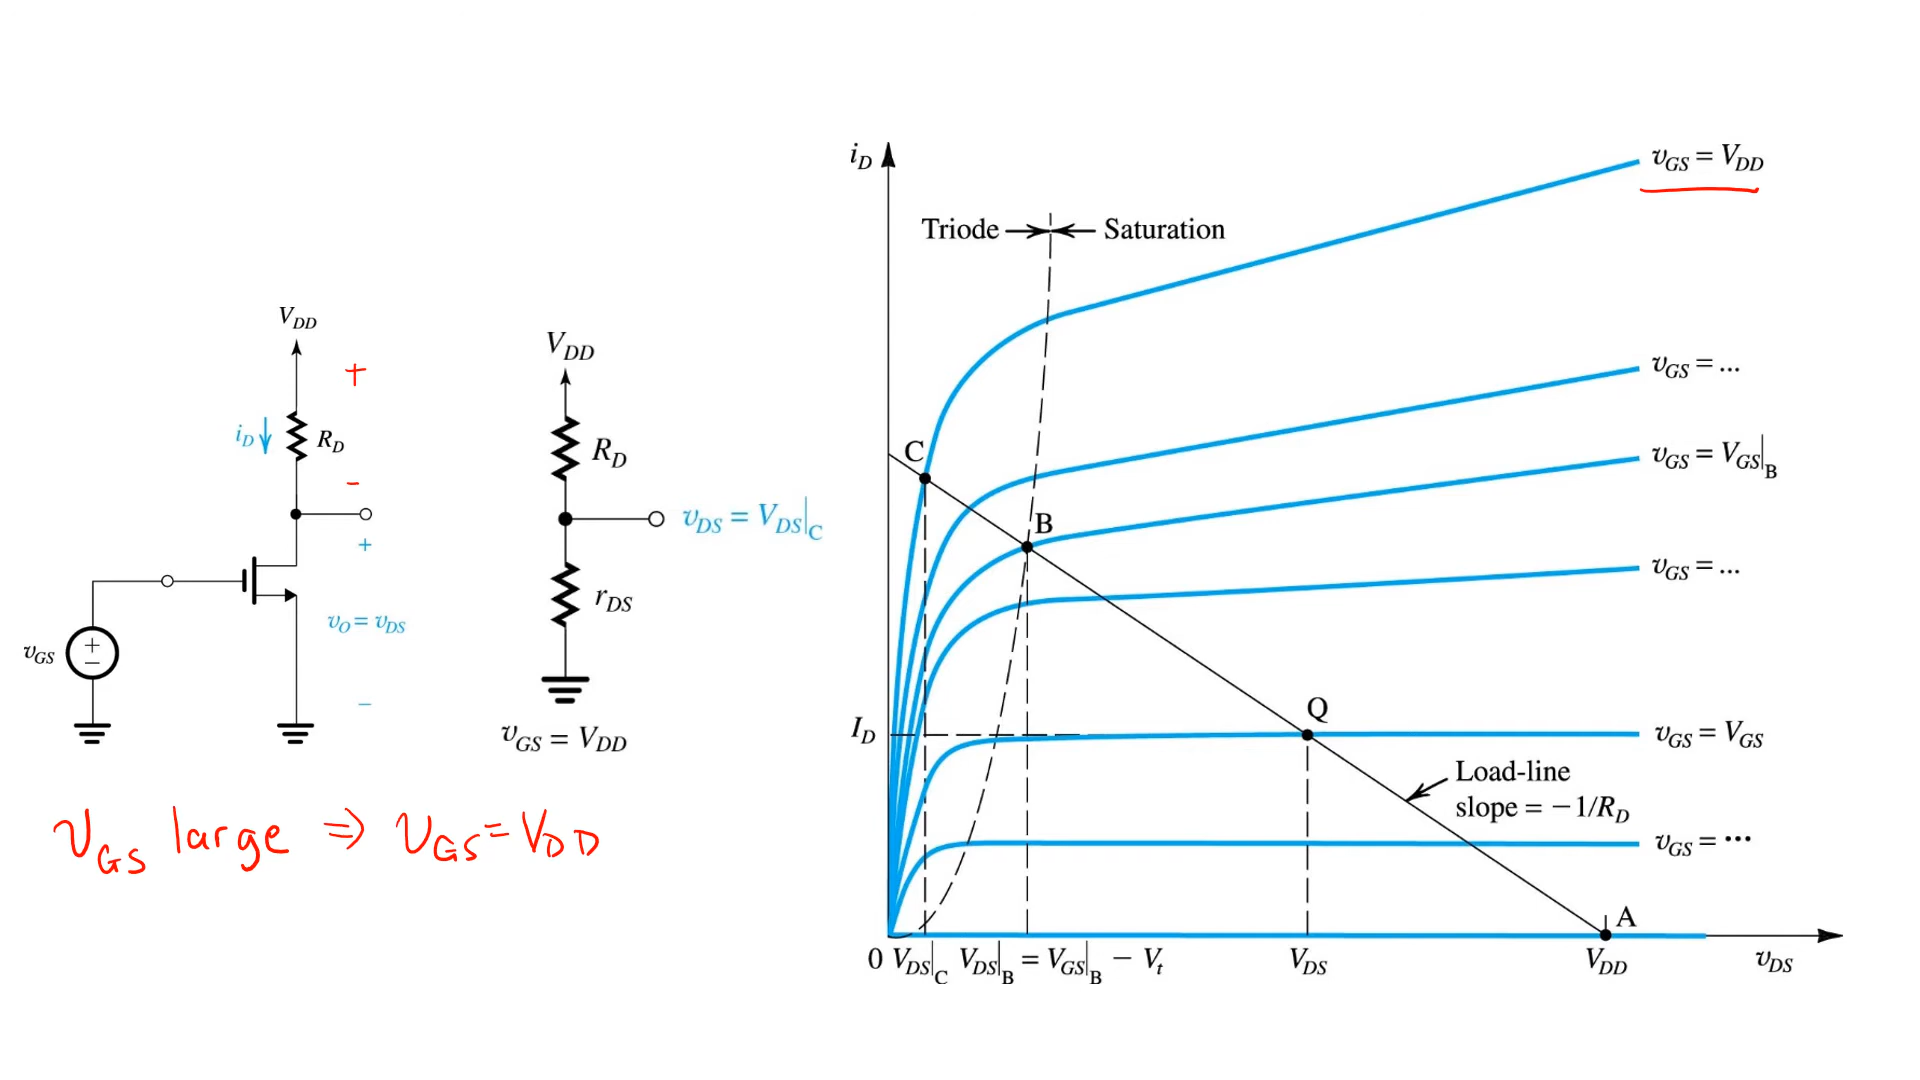 V_DD
+
i_D
R_D
-
+
v_O = v_DS
−
v_GS
+
−
V_DD
R_D
v_DS = V_DS|_C
r_DS
v_GS = V_DD
v_GS large ⇒ v_GS = V_DD
i_D
v_GS = V_DD
Triode
Saturation
v_GS = ...
C
v_GS = V_GS|_B
B
v_GS = ...
Q
I_D
v_GS = V_GS
Load-line
slope = −1/R_D
v_GS = ...
A
0 V_DS|_C V_DS|_B = V_GS|_B − V_t V_DS V_DD v_DS